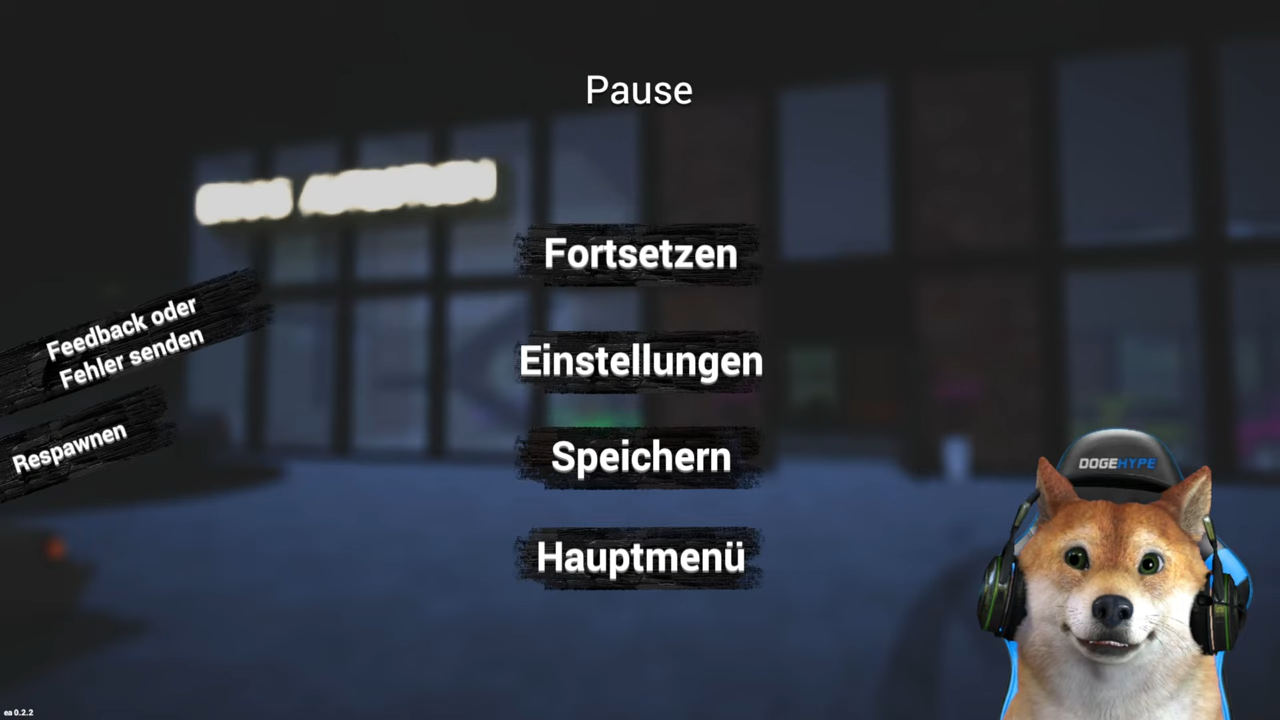 Pause
Fortsetzen
Einstellungen
Speichern
Hauptmenü
Feedback oder
Fehler senden
Respawnen
DOGEHYPE
ea 0.2.2